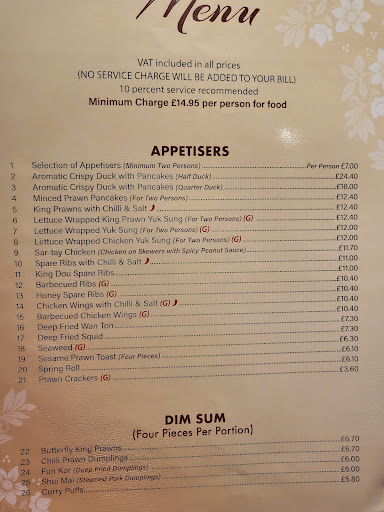 Menu
VAT included in all prices
(NO SERVICE CHARGE WILL BE ADDED TO YOUR BILL)
10 percent service recommended
Minimum Charge £14.95 per person for food
APPETISERS
1 Selection of Appetisers (Minimum Two Persons) Per Person £7.00
2 Aromatic Crispy Duck with Pancakes (Half Duck) £24.40
3 Aromatic Crispy Duck with Pancakes (Quarter Duck) £16.00
4 Minced Prawn Pancakes (For Two Persons) £12.40
5 King Prawns with Chilli & Salt £12.40
6 Lettuce Wrapped King Prawn Yuk Sung (For Two Persons) (G) £12.40
7 Lettuce Wrapped Yuk Sung (For Two Persons) (G) £12.00
8 Lettuce Wrapped Chicken Yuk Sung (For Two Persons) (G) £12.00
9 Sar-tay Chicken (Chicken on Skewers with Spicy Peanut Sauce) £11.70
10 Spare Ribs with Chilli & Salt £11.00
11 King Dou Spare Ribs £11.00
12 Barbecued Ribs (G) £10.40
13 Honey Spare Ribs (G) £10.40
14 Chicken Wings with Chilli & Salt (G) £10.40
15 Barbecued Chicken Wings (G) £10.40
16 Deep Fried Wan Ton £7.30
17 Deep Fried Squid £7.30
18 Seaweed (G) £6.30
19 Sesame Prawn Toast (Four Pieces) £6.10
20 Spring Roll £6.10
21 Prawn Crackers (G) £3.60
DIM SUM
(Four Pieces Per Portion)
22 Butterfly King Prawns £6.70
23 Chilli Prawn Dumplings £6.70
24 Fun Kor (Deep Fried Dumplings) £6.00
25 Shui Mai (Steamed Pork Dumplings) £6.00
26 Curry Puffs £5.80